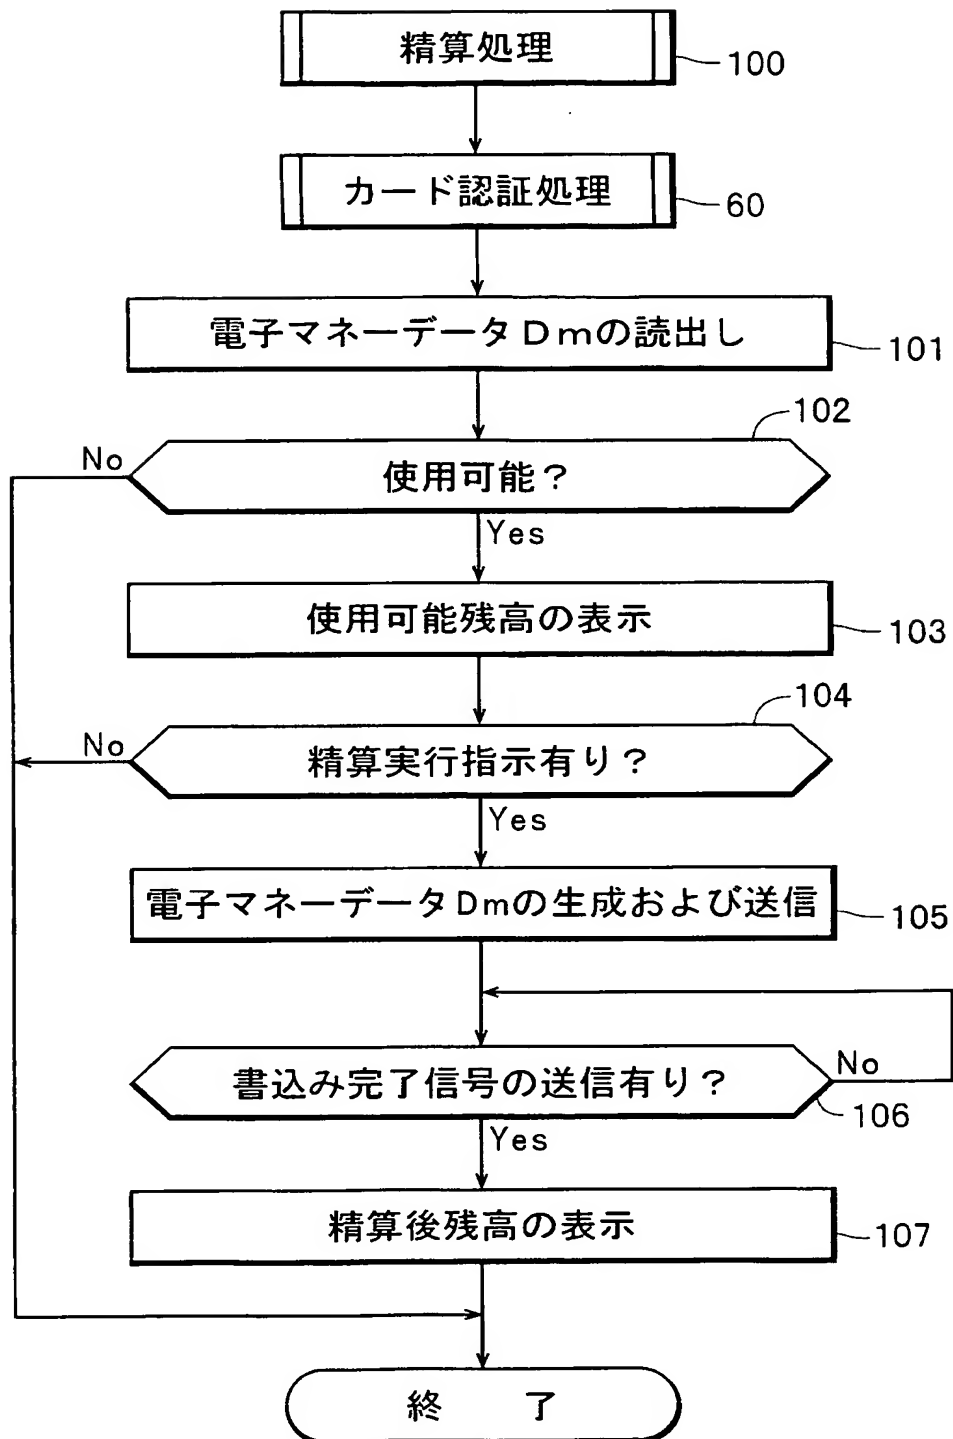 精算処理
100
カード認証処理
60
電子マネーデータDmの読出し
101
102
No
使用可能？
Yes
使用可能残高の表示
103
104
No
精算実行指示有り？
Yes
電子マネーデータDmの生成および送信
105
書込み完了信号の送信有り？
No
106
Yes
精算後残高の表示
107
終　　了